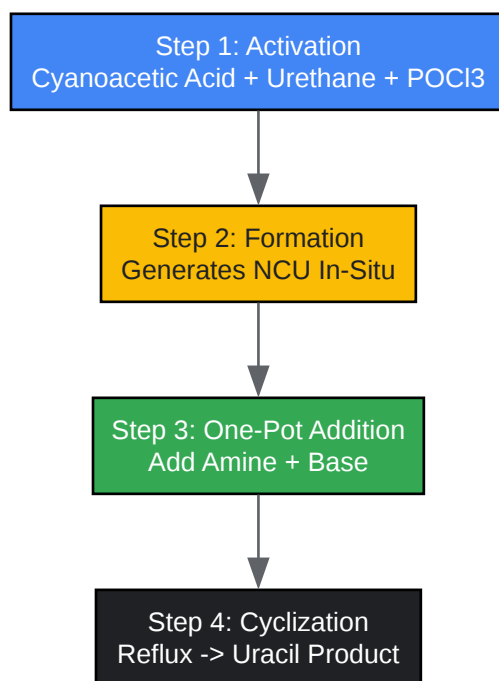 Step 1: Activation
Cyanoacetic Acid + Urethane + POCl3
Step 2: Formation
Generates NCU In-Situ
Step 3: One-Pot Addition
Add Amine + Base
Step 4: Cyclization
Reflux -> Uracil Product